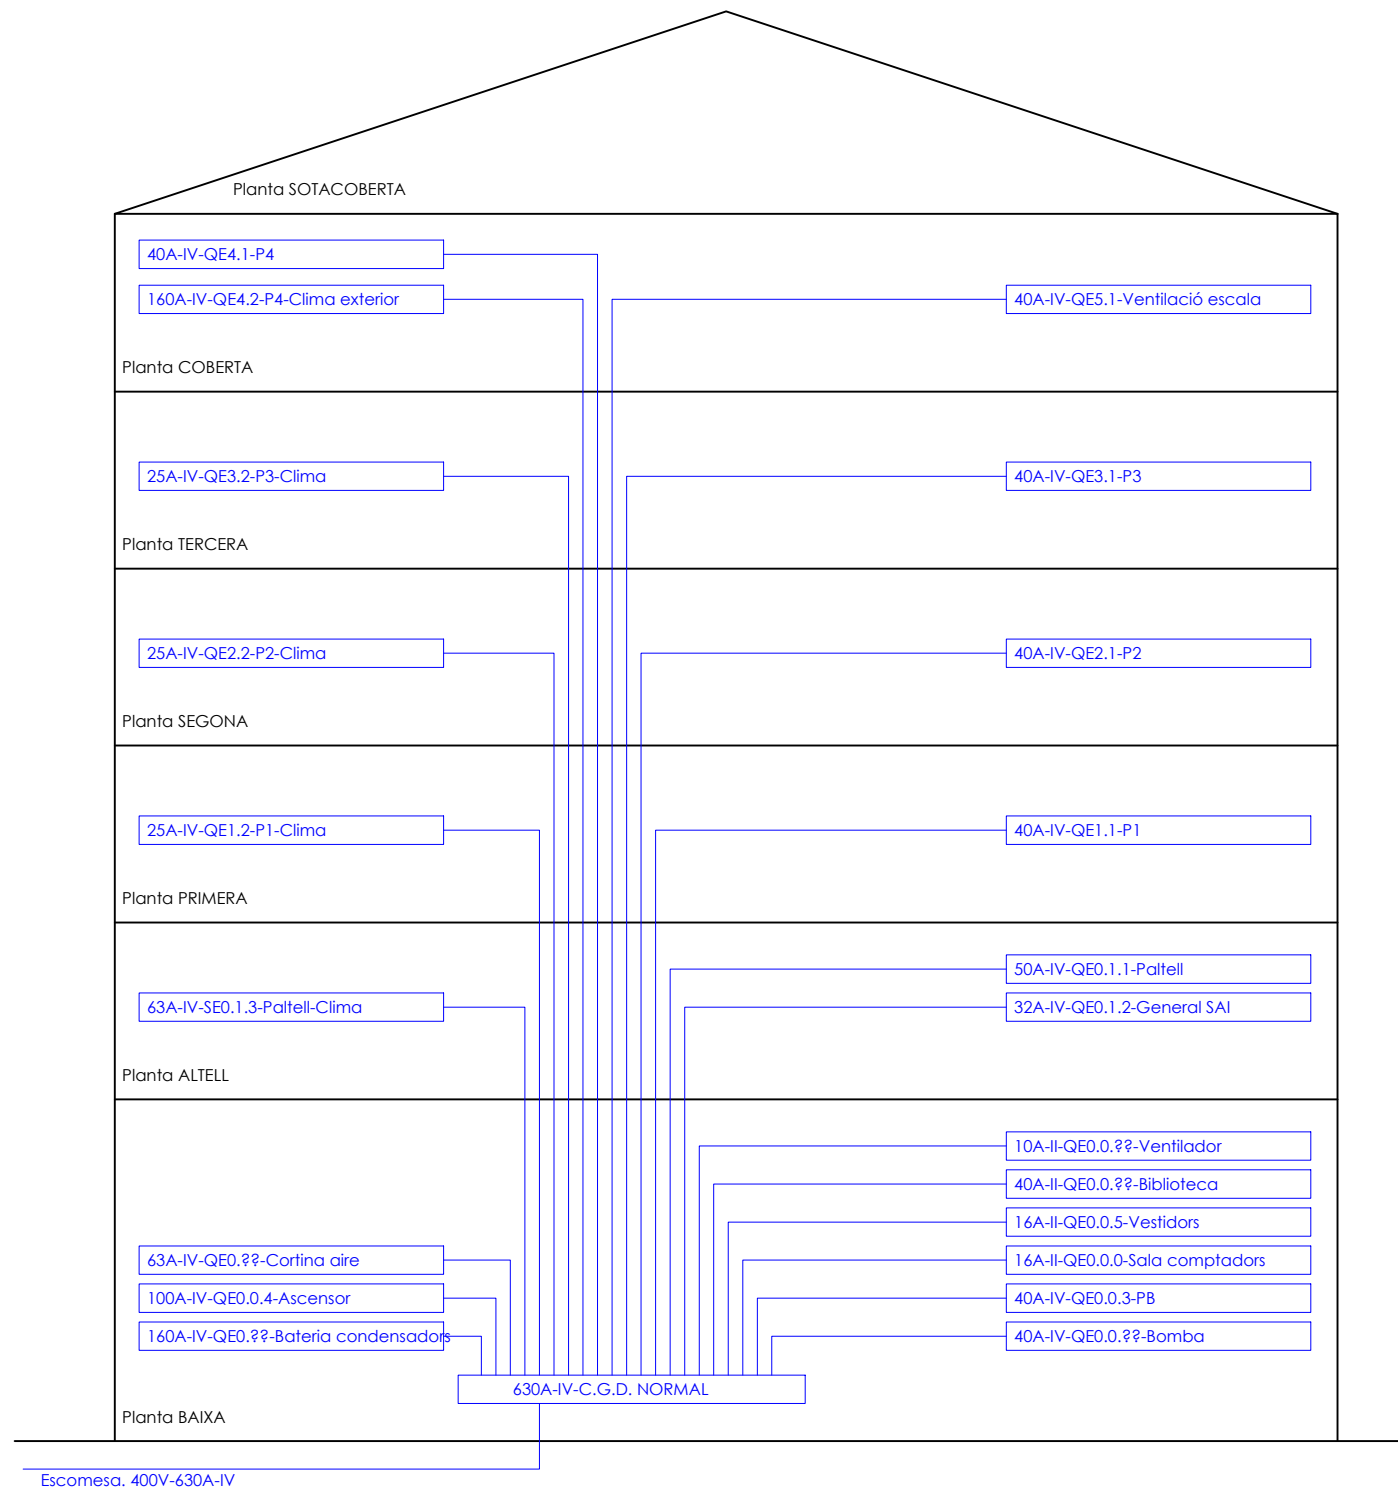 Planta SOTACOBERTA
40A-IV-QE4.1-P4
160A-IV-QE4.2-P4-Clima exterior
40A-IV-QE5.1-Ventilació escala
Planta COBERTA
25A-IV-QE3.2-P3-Clima
40A-IV-QE3.1-P3
Planta TERCERA
25A-IV-QE2.2-P2-Clima
40A-IV-QE2.1-P2
Planta SEGONA
25A-IV-QE1.2-P1-Clima
40A-IV-QE1.1-P1
Planta PRIMERA
50A-IV-QE0.1.1-Paltell
63A-IV-SE0.1.3-Paltell-Clima
32A-IV-QE0.1.2-General SAI
Planta ALTELL
10A-II-QE0.0.??-Ventilador
40A-II-QE0.0.??-Biblioteca
16A-II-QE0.0.5-Vestidors
63A-IV-QE0.??-Cortina aire
16A-II-QE0.0.0-Sala comptadors
100A-IV-QE0.0.4-Ascensor
40A-IV-QE0.0.3-PB
160A-IV-QE0.??-Bateria condensadors
40A-IV-QE0.0.??-Bomba
630A-IV-C.G.D. NORMAL
Planta BAIXA
Escomesa. 400V-630A-IV